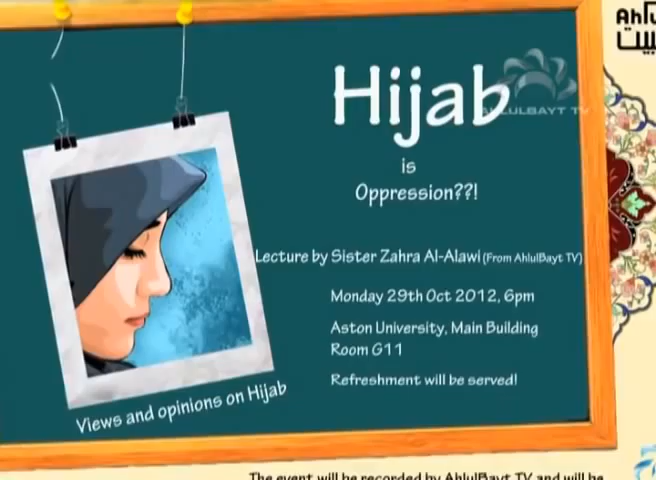 Hijab
AHLULBAYT TV
is
Oppression??!
Lecture by Sister Zahra Al-Alawi (From AhlulBayt TV)
Monday 29th Oct 2012, 6pm
Aston University, Main Building
Room G11
Refreshment will be served!
Views and opinions on Hijab
The event will be recorded by AhlulBayt TV and will be